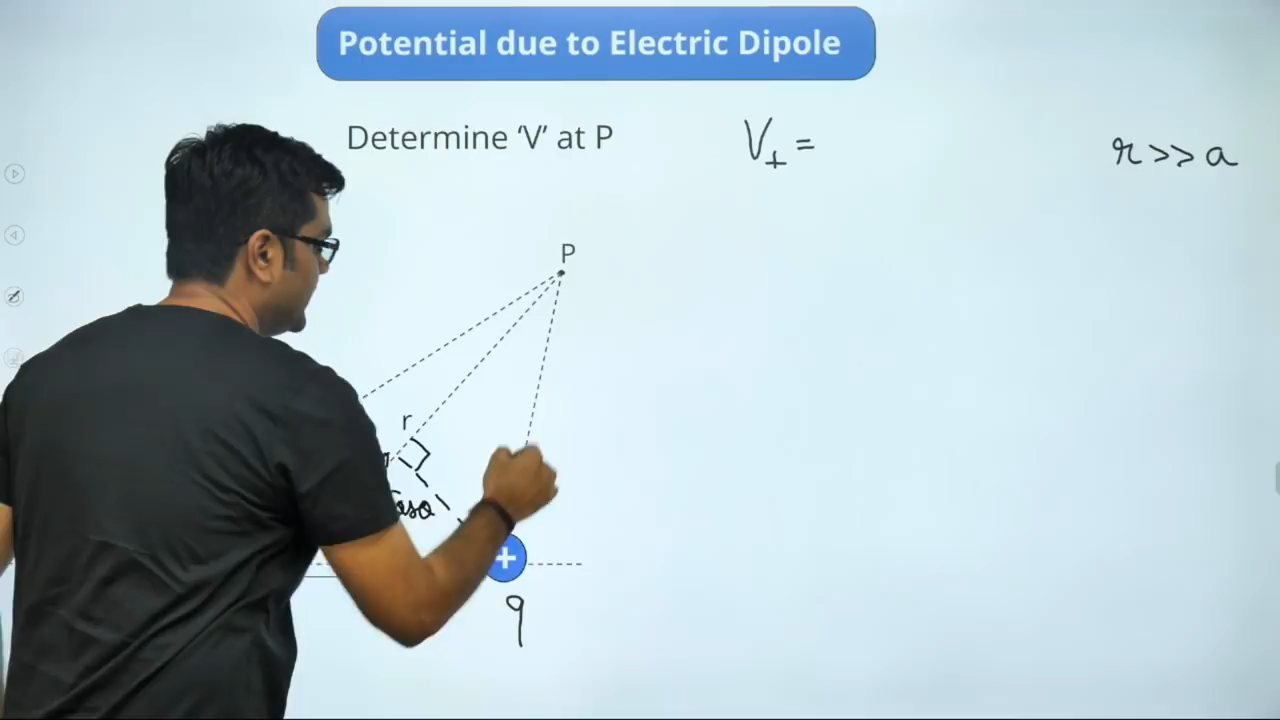 Potential due to Electric Dipole
Determine ‘V’ at P
V+ =
r >> a
P
r
+
q